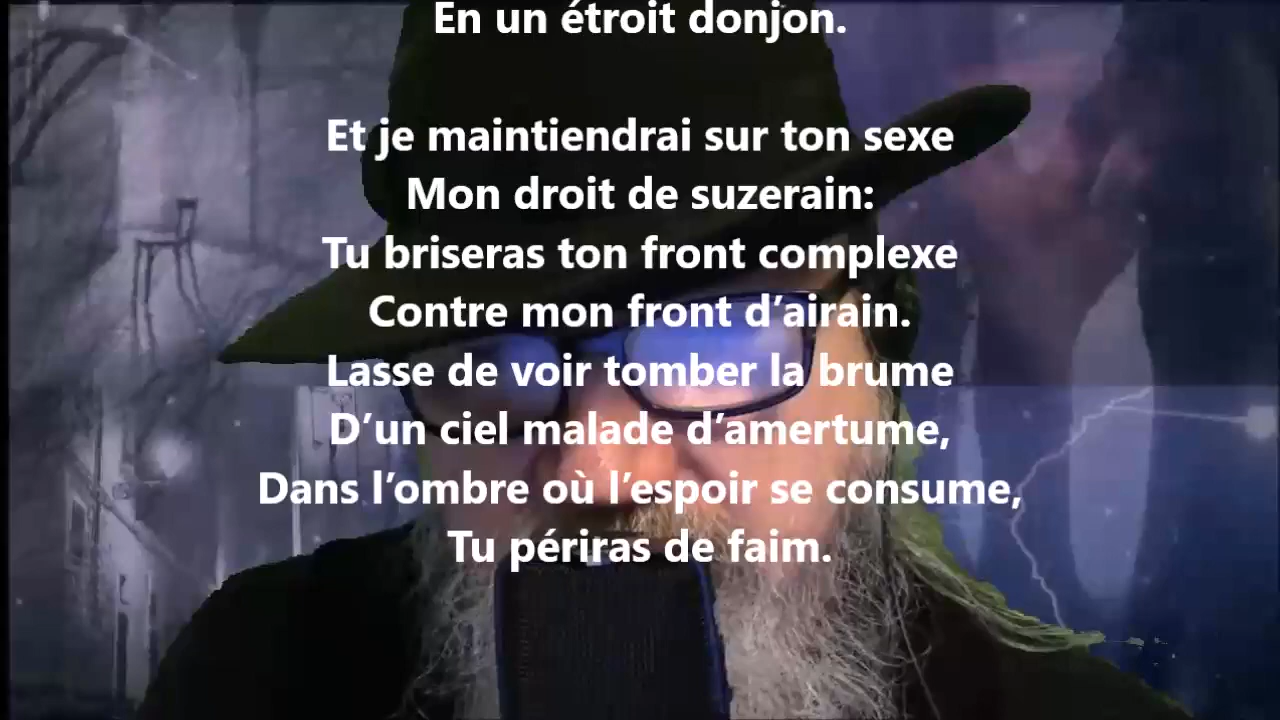 En un étroit donjon.
Et je maintiendrai sur ton sexe
Mon droit de suzerain:
Tu briseras ton front complexe
Contre mon front d’airain.
Lasse de voir tomber la brume
D’un ciel malade d’amertume,
Dans l’ombre où l’espoir se consume,
Tu périras de faim.